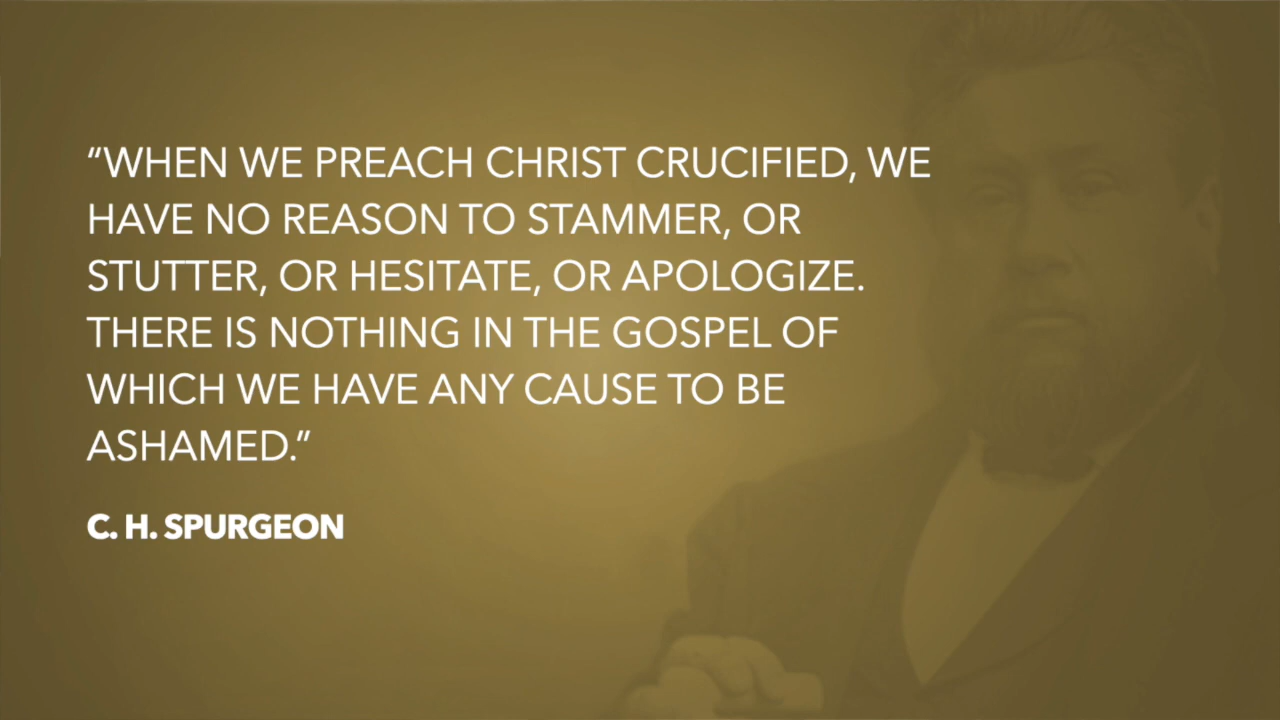 “WHEN WE PREACH CHRIST CRUCIFIED, WE
HAVE NO REASON TO STAMMER, OR
STUTTER, OR HESITATE, OR APOLOGIZE.
THERE IS NOTHING IN THE GOSPEL OF
WHICH WE HAVE ANY CAUSE TO BE
ASHAMED.”
C. H. SPURGEON